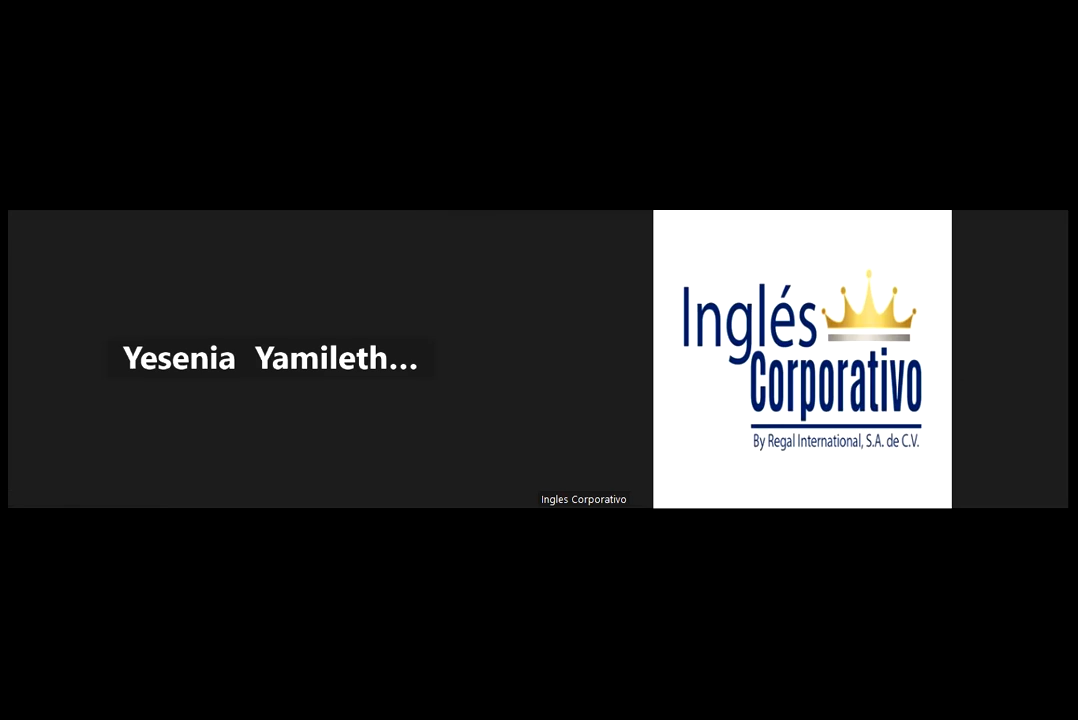 Yesenia Yamileth...
Inglés
Corporativo
By Regal International, S.A. de C.V.
Ingles Corporativo